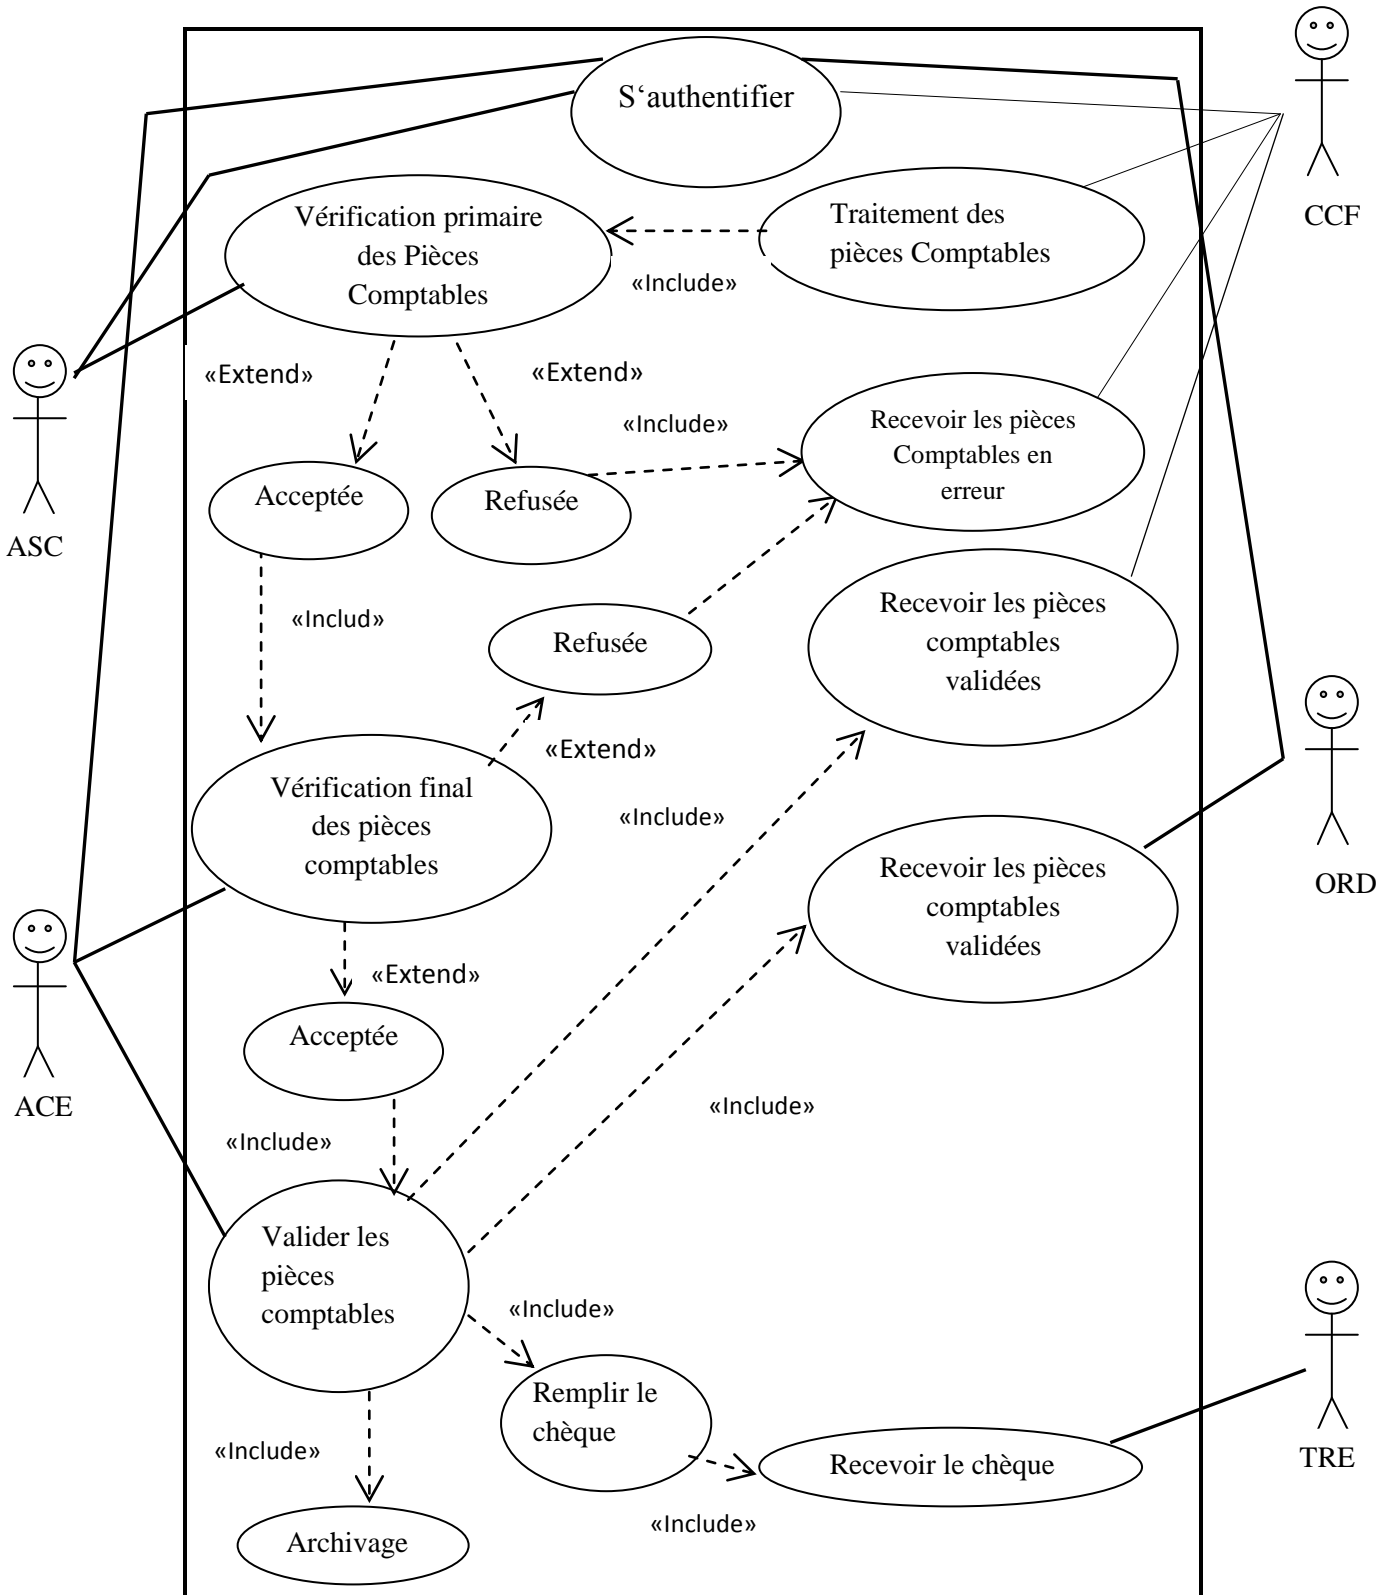 S‘authentifier
CCF
Vérification primaire
des Pièces
Comptables
Traitement des
pièces Comptables
«Include»
«Extend»
«Extend»
«Include»
Recevoir les pièces
Comptables en
erreur
Acceptée
Refusée
ASC
«Includ»
Refusée
Recevoir les pièces
comptables
validées
«Extend»
Vérification final
des pièces
comptables
«Include»
Recevoir les pièces
comptables
validées
ORD
«Extend»
Acceptée
ACE
«Include»
«Include»
Valider les
pièces
comptables
«Include»
Remplir le
chèque
«Include»
Recevoir le chèque
TRE
«Include»
Archivage